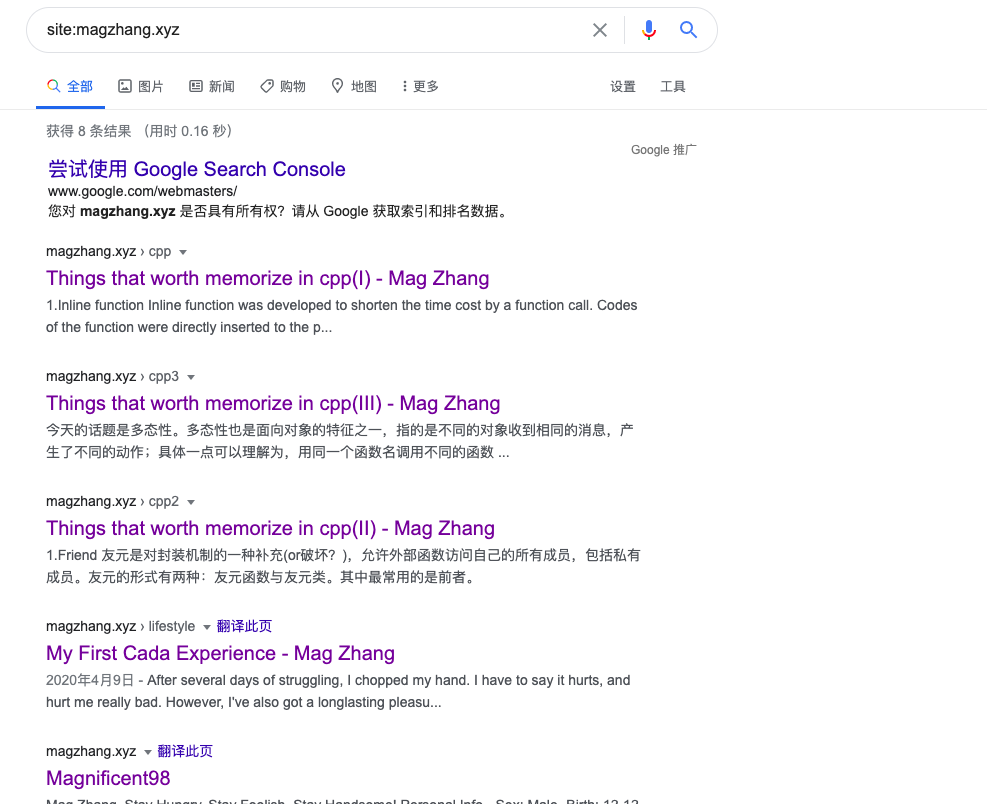 site:magzhang.xyz
全部 图片 新闻 购物 地图 更多 设置 工具
获得 8 条结果 （用时 0.16 秒）
Google 推广
尝试使用 Google Search Console
www.google.com/webmasters/
您对 magzhang.xyz 是否具有所有权？请从 Google 获取索引和排名数据。
magzhang.xyz › cpp
Things that worth memorize in cpp(I) - Mag Zhang
1.Inline function Inline function was developed to shorten the time cost by a function call. Codes
of the function were directly inserted to the p...
magzhang.xyz › cpp3
Things that worth memorize in cpp(III) - Mag Zhang
今天的话题是多态性。多态性也是面向对象的特征之一，指的是不同的对象收到相同的消息，产
生了不同的动作；具体一点可以理解为，用同一个函数名调用不同的函数 ...
magzhang.xyz › cpp2
Things that worth memorize in cpp(II) - Mag Zhang
1.Friend 友元是对封装机制的一种补充(or破坏？)，允许外部函数访问自己的所有成员，包括私有
成员。友元的形式有两种：友元函数与友元类。其中最常用的是前者。
magzhang.xyz › lifestyle 翻译此页
My First Cada Experience - Mag Zhang
2020年4月9日 - After several days of struggling, I chopped my hand. I have to say it hurts, and
hurt me really bad. However, I've also got a longlasting pleasu...
magzhang.xyz 翻译此页
Magnificent98
Mag Zhang. Stay Hungry, Stay Foolish, Stay Handsome! Personal Info. Sex: Male. Birth: 12-12